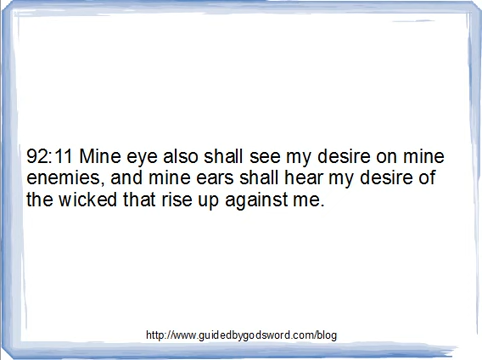 92:11 Mine eye also shall see my desire on mine
enemies, and mine ears shall hear my desire of
the wicked that rise up against me.
http://www.guidedbygodsword.com/blog